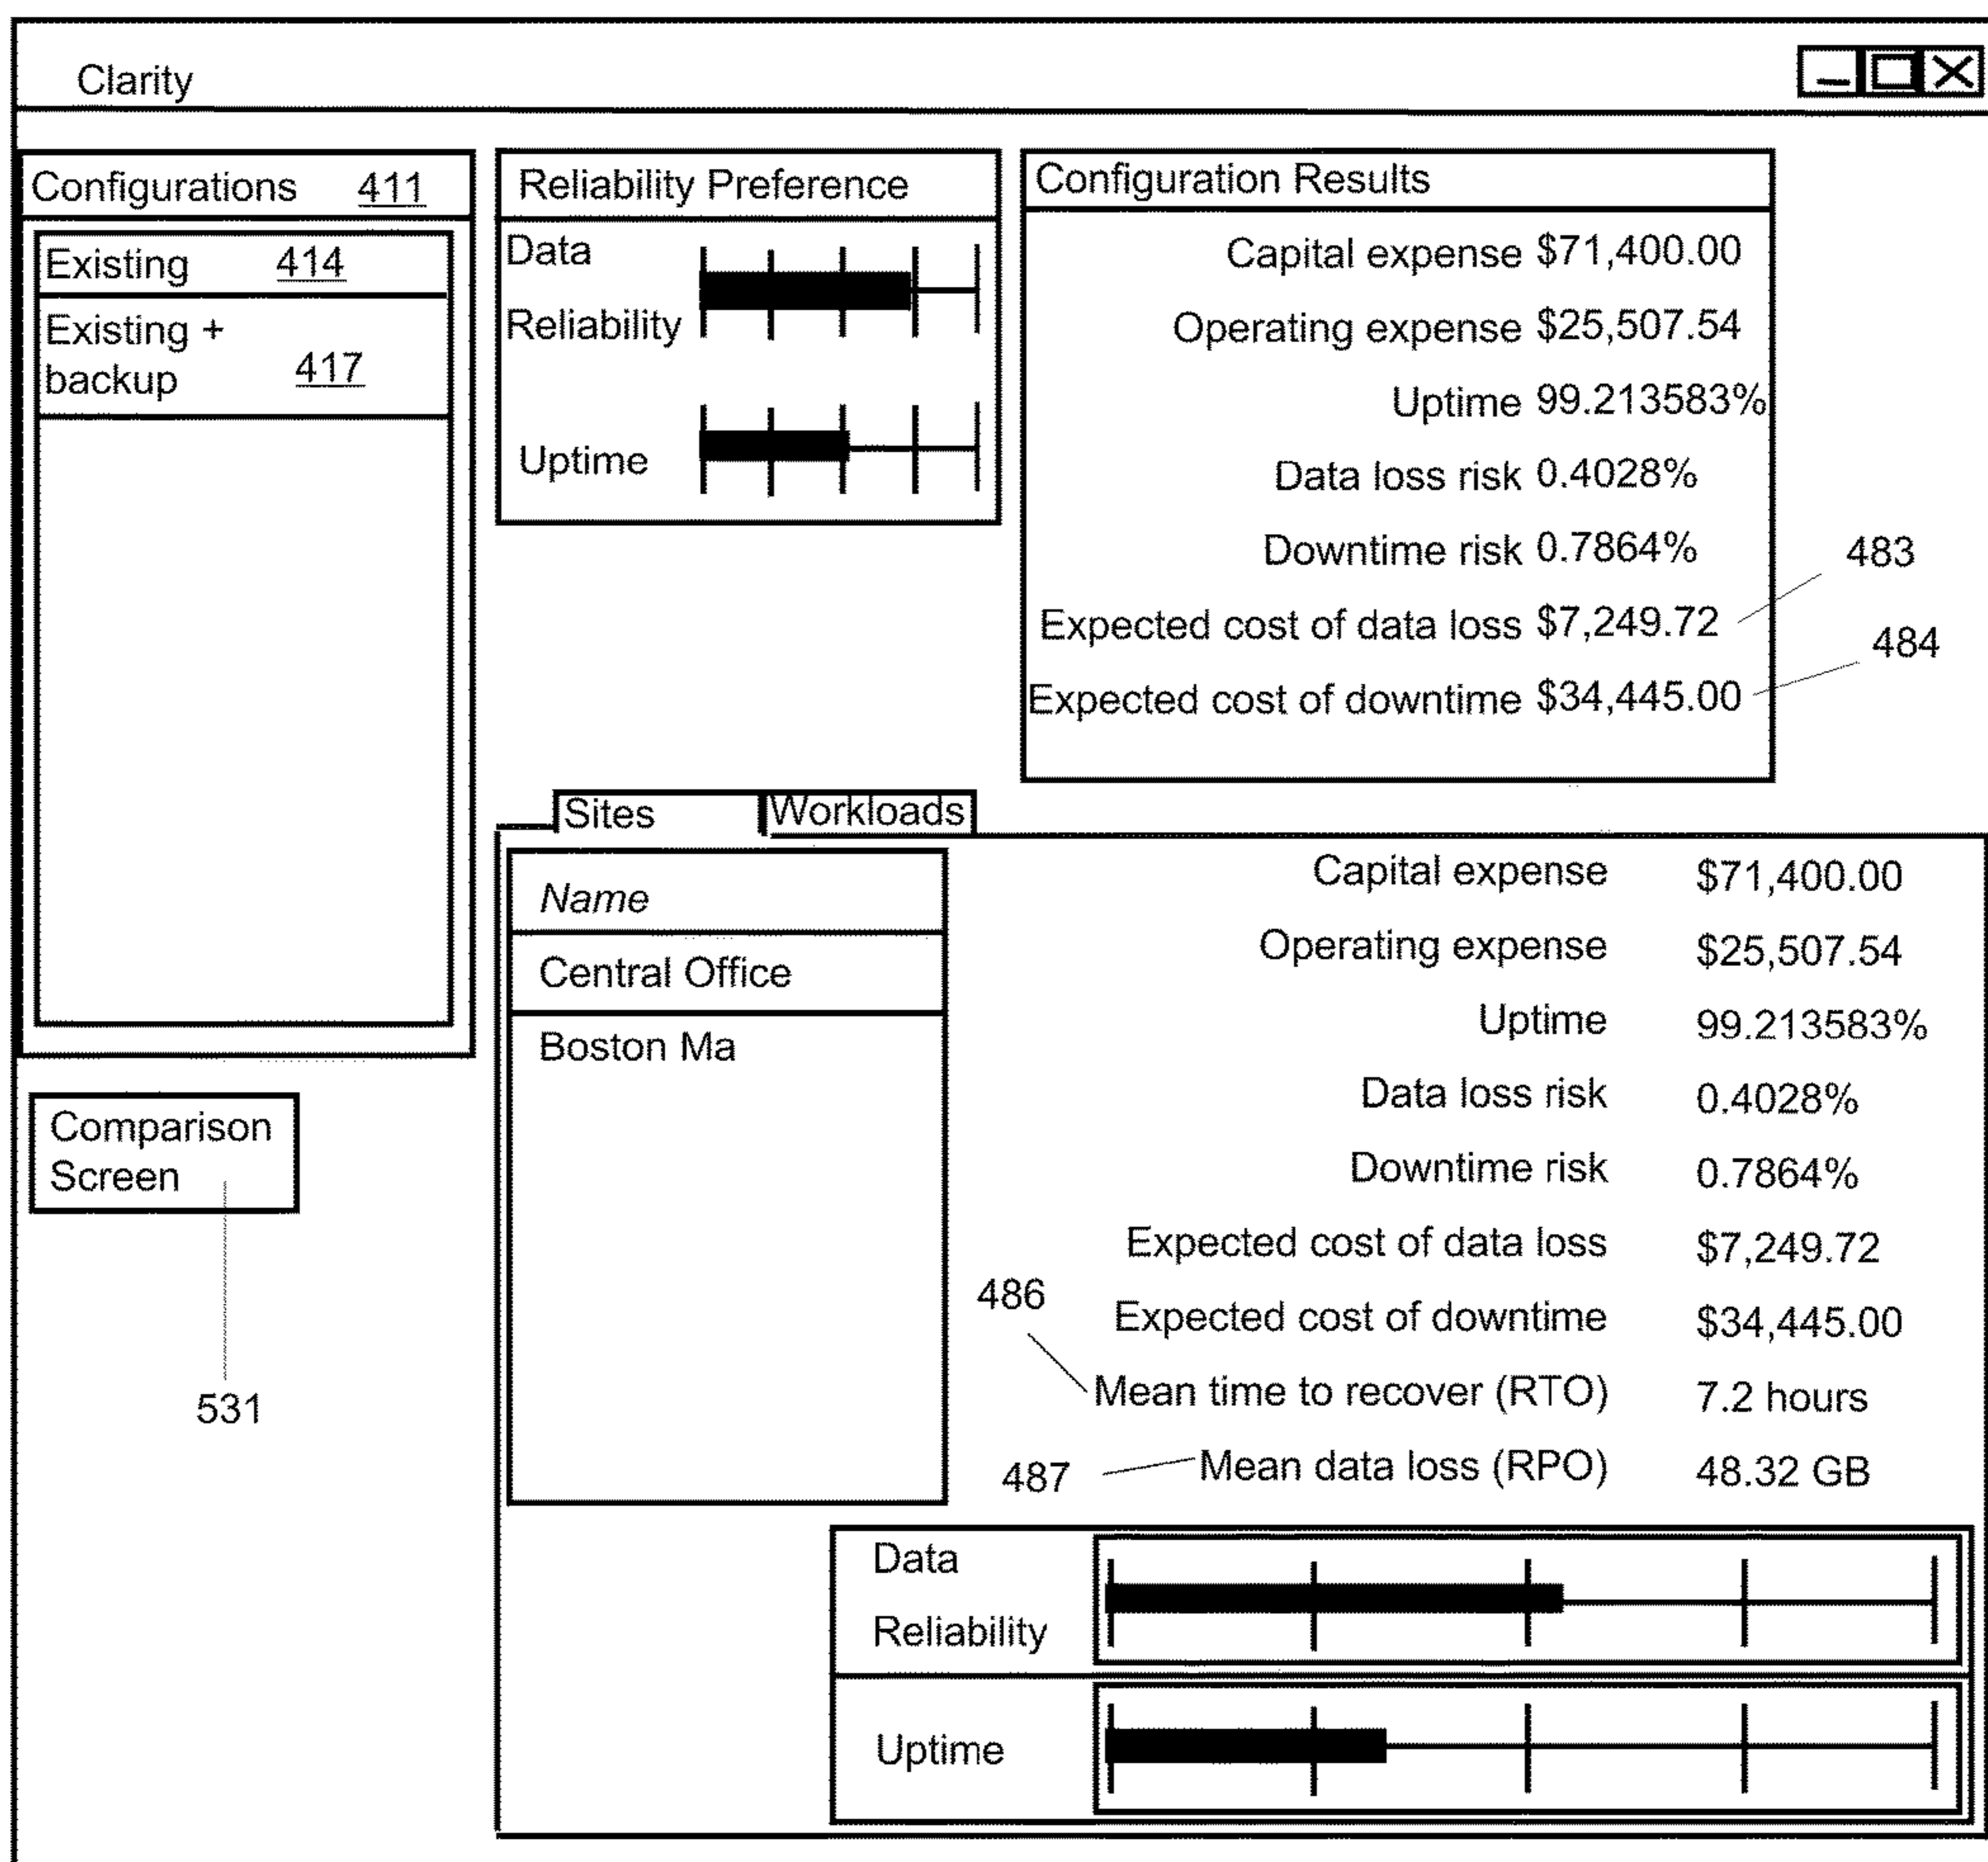 Clarity
Configurations 411
Existing 414
Existing +
backup 417
Reliability Preference
Data
Reliability
Uptime
Configuration Results
Capital expense $71,400.00
Operating expense $25,507.54
Uptime 99.213583%
Data loss risk 0.4028%
Downtime risk 0.7864%
483
Expected cost of data loss $7,249.72
484
Expected cost of downtime $34,445.00
Sites Workloads
Name
Central Office
Boston Ma
Capital expense $71,400.00
Operating expense $25,507.54
Uptime 99.213583%
Data loss risk 0.4028%
Downtime risk 0.7864%
Expected cost of data loss $7,249.72
486
Expected cost of downtime $34,445.00
Mean time to recover (RTO) 7.2 hours
487 Mean data loss (RPO) 48.32 GB
Comparison
Screen
531
Data
Reliability
Uptime